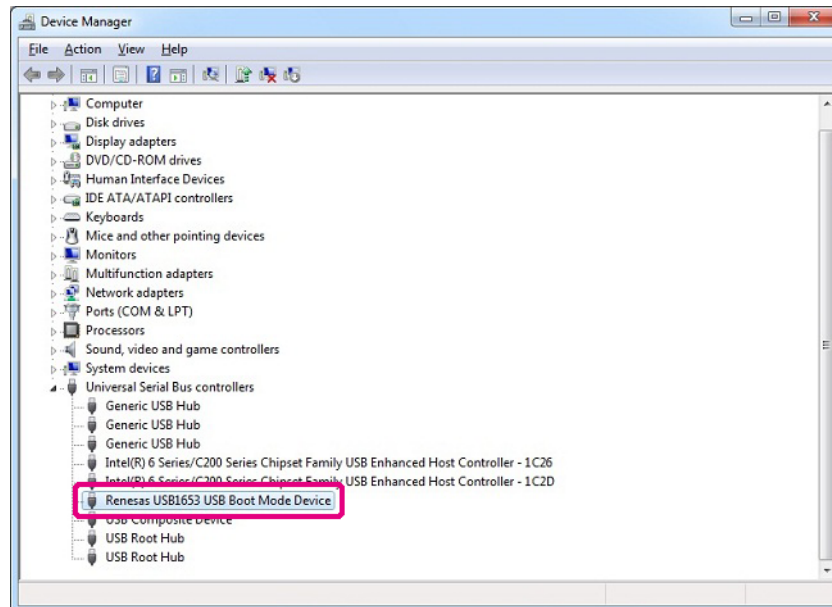 Device Manager
File Action View Help
Computer
Disk drives
Display adapters
DVD/CD-ROM drives
Human Interface Devices
IDE ATA/ATAPI controllers
Keyboards
Mice and other pointing devices
Monitors
Multifunction adapters
Network adapters
Ports (COM & LPT)
Processors
Sound, video and game controllers
System devices
Universal Serial Bus controllers
Generic USB Hub
Generic USB Hub
Generic USB Hub
Intel(R) 6 Series/C200 Series Chipset Family USB Enhanced Host Controller - 1C26
Intel(R) 6 Series/C200 Series Chipset Family USB Enhanced Host Controller - 1C2D
Renesas USB1653 USB Boot Mode Device
USB Composite Device
USB Root Hub
USB Root Hub